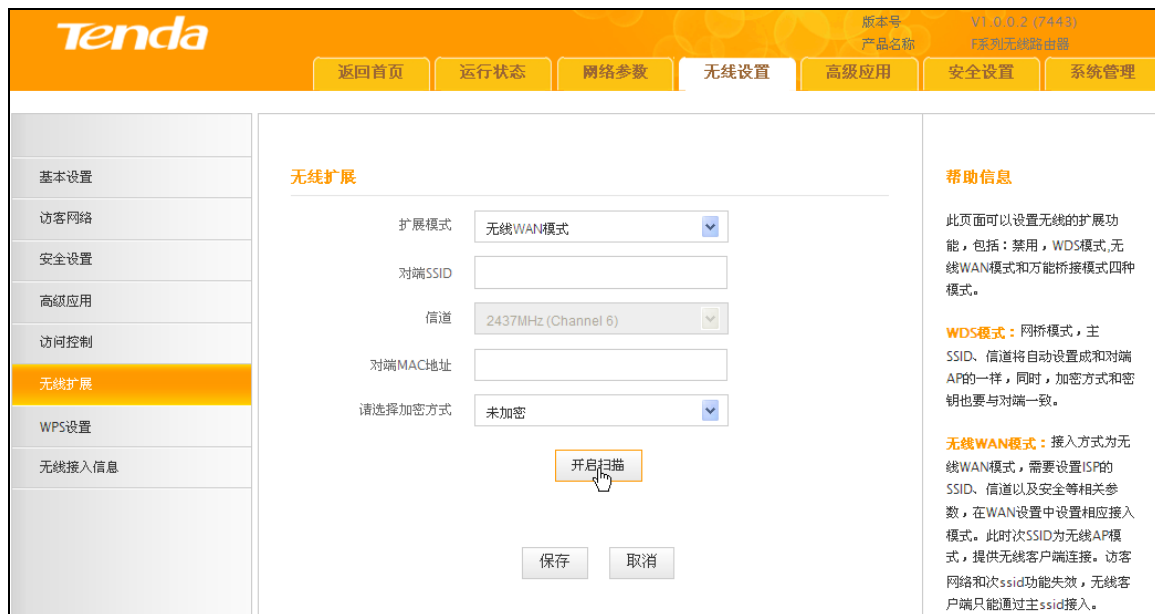 Tenda
版本号 V1.0.0.2 (7443)
产品名称 F系列无线路由器
返回首页 运行状态 网络参数 无线设置 高级应用 安全设置 系统管理
基本设置
访客网络
安全设置
高级应用
访问控制
无线扩展
WPS设置
无线接入信息
无线扩展
扩展模式 无线WAN模式
对端SSID
信道 2437MHz (Channel 6)
对端MAC地址
请选择加密方式 未加密
开启扫描
保存 取消
帮助信息
此页面可以设置无线的扩展功
能，包括：禁用，WDS模式,无
线WAN模式和万能桥接模式四种
模式。
WDS模式：网桥模式，主
SSID、信道将自动设置成和对端
AP的一样，同时，加密方式和密
钥也要与对端一致。
无线WAN模式：接入方式为无
线WAN模式，需要设置ISP的
SSID、信道以及安全等相关参
数，在WAN设置中设置相应接入
模式。此时次SSID为无线AP模
式，提供无线客户端连接。访客
网络和次ssid功能失效，无线客
户端只能通过主ssid接入。